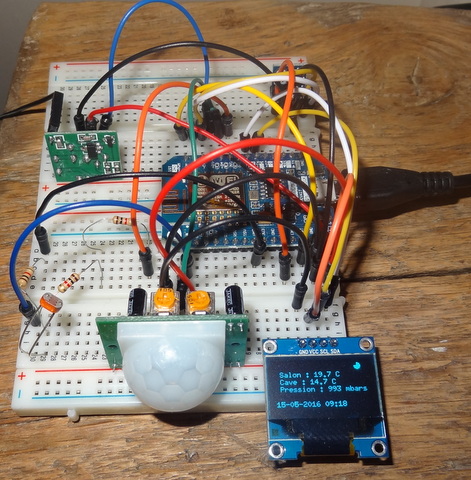 GND VCC SCL SDA
Salon : 19.7 C
Cave : 14.7 C
Pression : 993 mbars
15-05-2016 09:18